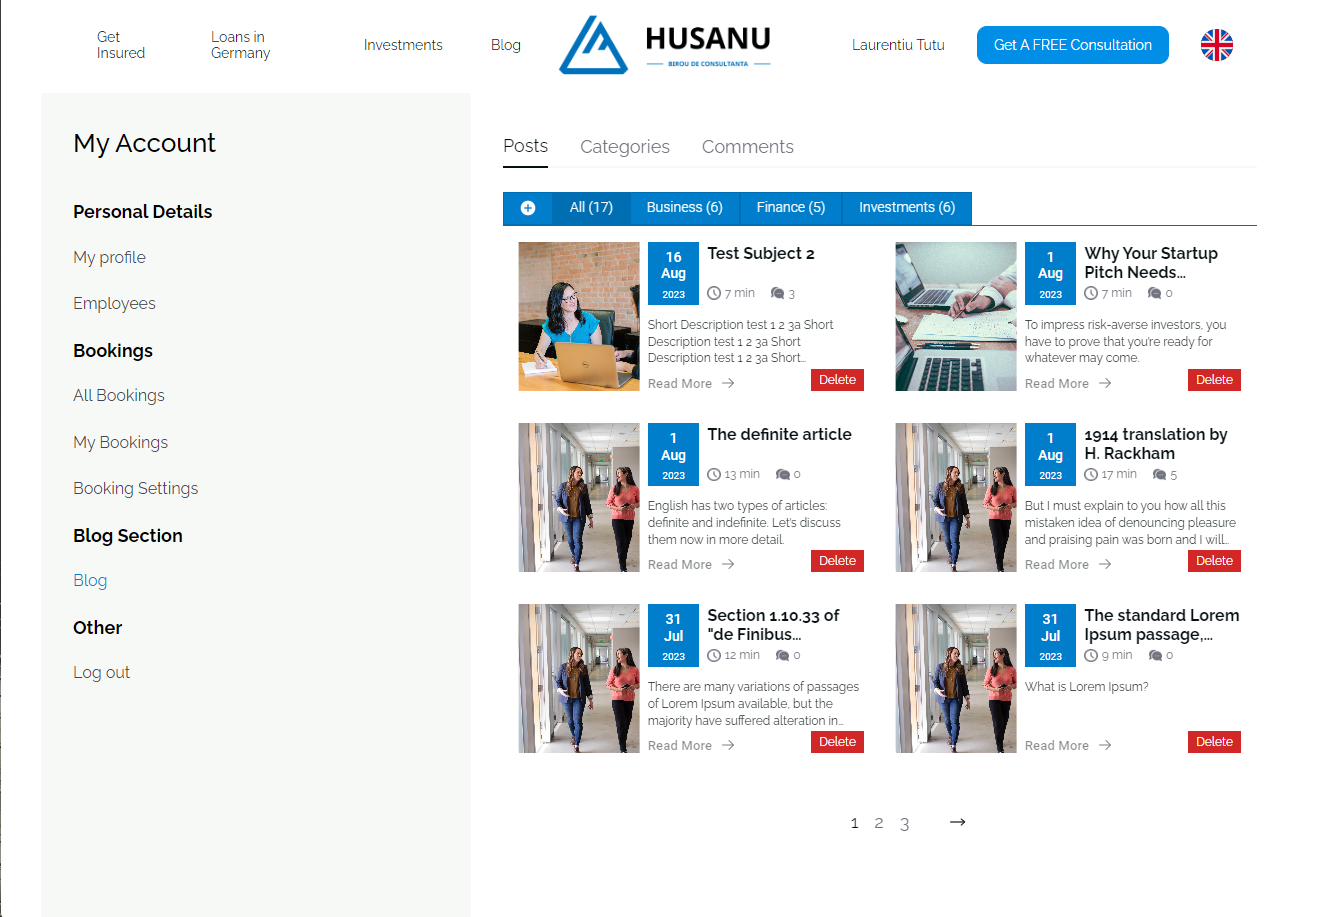 Get
Insured
Loans in
Germany
Investments
Blog
HUSANU
BIROU DE CONSULTANTA
Laurentiu Tutu
Get A FREE Consultation
My Account
Personal Details
My profile
Employees
Bookings
All Bookings
My Bookings
Booking Settings
Blog Section
Blog
Other
Log out
Posts
Categories
Comments
All (17)
Business (6)
Finance (5)
Investments (6)
16
Aug
2023
Test Subject 2
7 min
3
Short Description test 1 2 3a Short
Description test 1 2 3a Short
Description test 1 2 3a Short...
Read More
Delete
1
Aug
2023
Why Your Startup
Pitch Needs...
7 min
0
To impress risk-averse investors, you
have to prove that you're ready for
whatever may come.
Read More
Delete
1
Aug
2023
The definite article
13 min
0
English has two types of articles:
definite and indefinite. Let's discuss
them now in more detail.
Read More
Delete
1
Aug
2023
1914 translation by
H. Rackham
17 min
5
But I must explain to you how all this
mistaken idea of denouncing pleasure
and praising pain was born and I will...
Read More
Delete
31
Jul
2023
Section 1.10.33 of
"de Finibus...
12 min
0
There are many variations of passages
of Lorem Ipsum available, but the
majority have suffered alteration in...
Read More
Delete
31
Jul
2023
The standard Lorem
Ipsum passage,...
9 min
0
What is Lorem Ipsum?
Read More
Delete
1 2 3